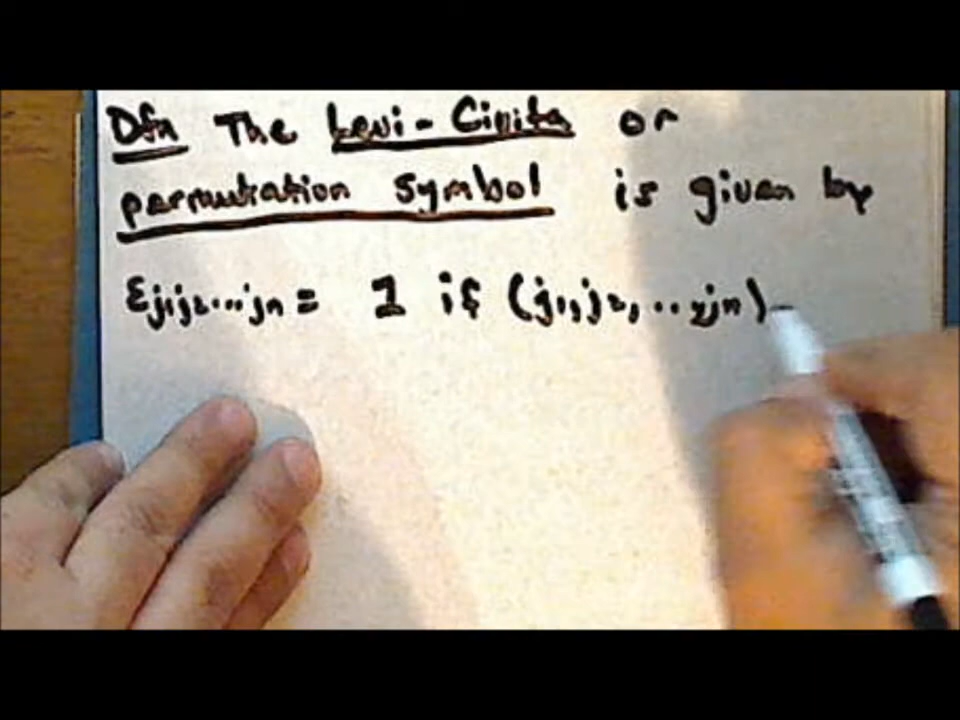 Dfn The Levi-Civita or
permutation symbol is given by
εj₁j₂...jₙ = 1 if (j₁,j₂,...,jₙ)